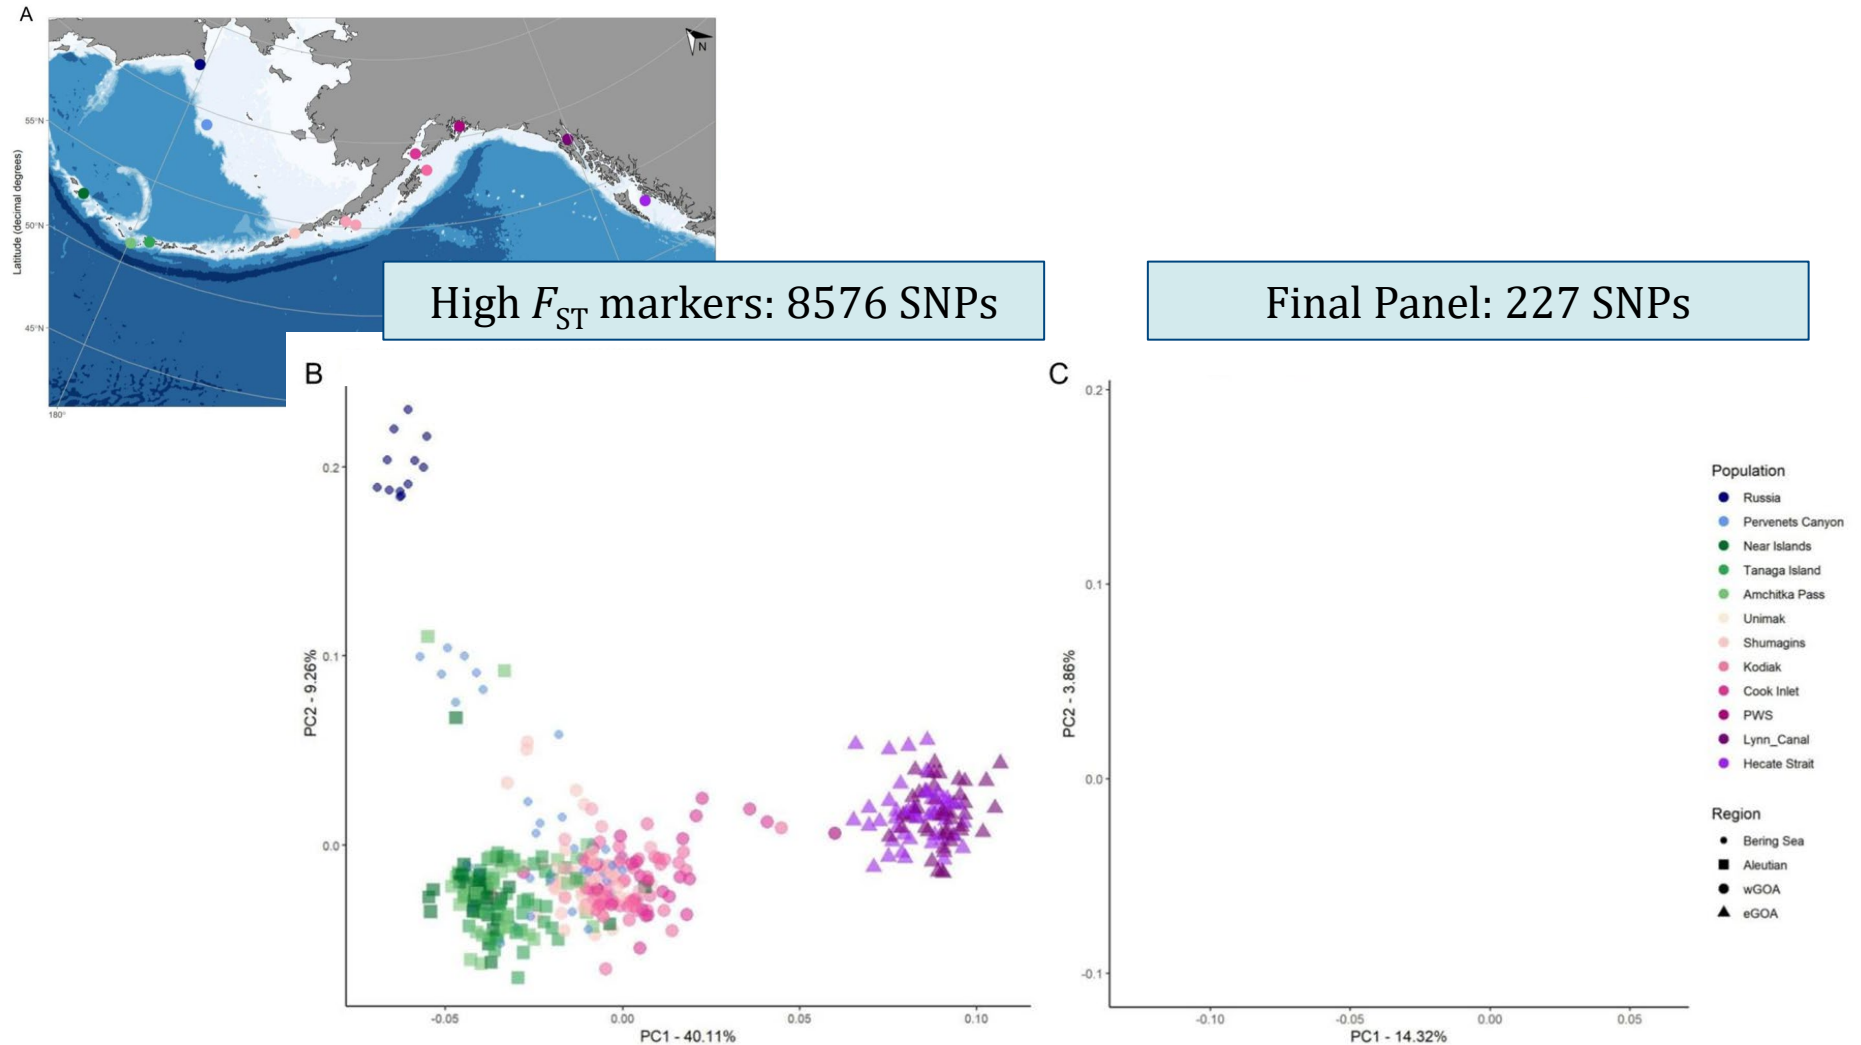 A
N
55°N
50°N
45°N
Latitude (decimal degrees)
180°
High FST markers: 8576 SNPs
Final Panel: 227 SNPs
B
0.2
0.1
0.0
PC2 - 9.26%
-0.05
0.00
0.05
0.10
PC1 - 40.11%
C
0.2
0.1
0.0
-0.1
PC2 - 3.86%
-0.10
-0.05
0.00
0.05
PC1 - 14.32%
Population
Russia
Pervenets Canyon
Near Islands
Tanaga Island
Amchitka Pass
Unimak
Shumagins
Kodiak
Cook Inlet
PWS
Lynn_Canal
Hecate Strait
Region
Bering Sea
Aleutian
wGOA
eGOA